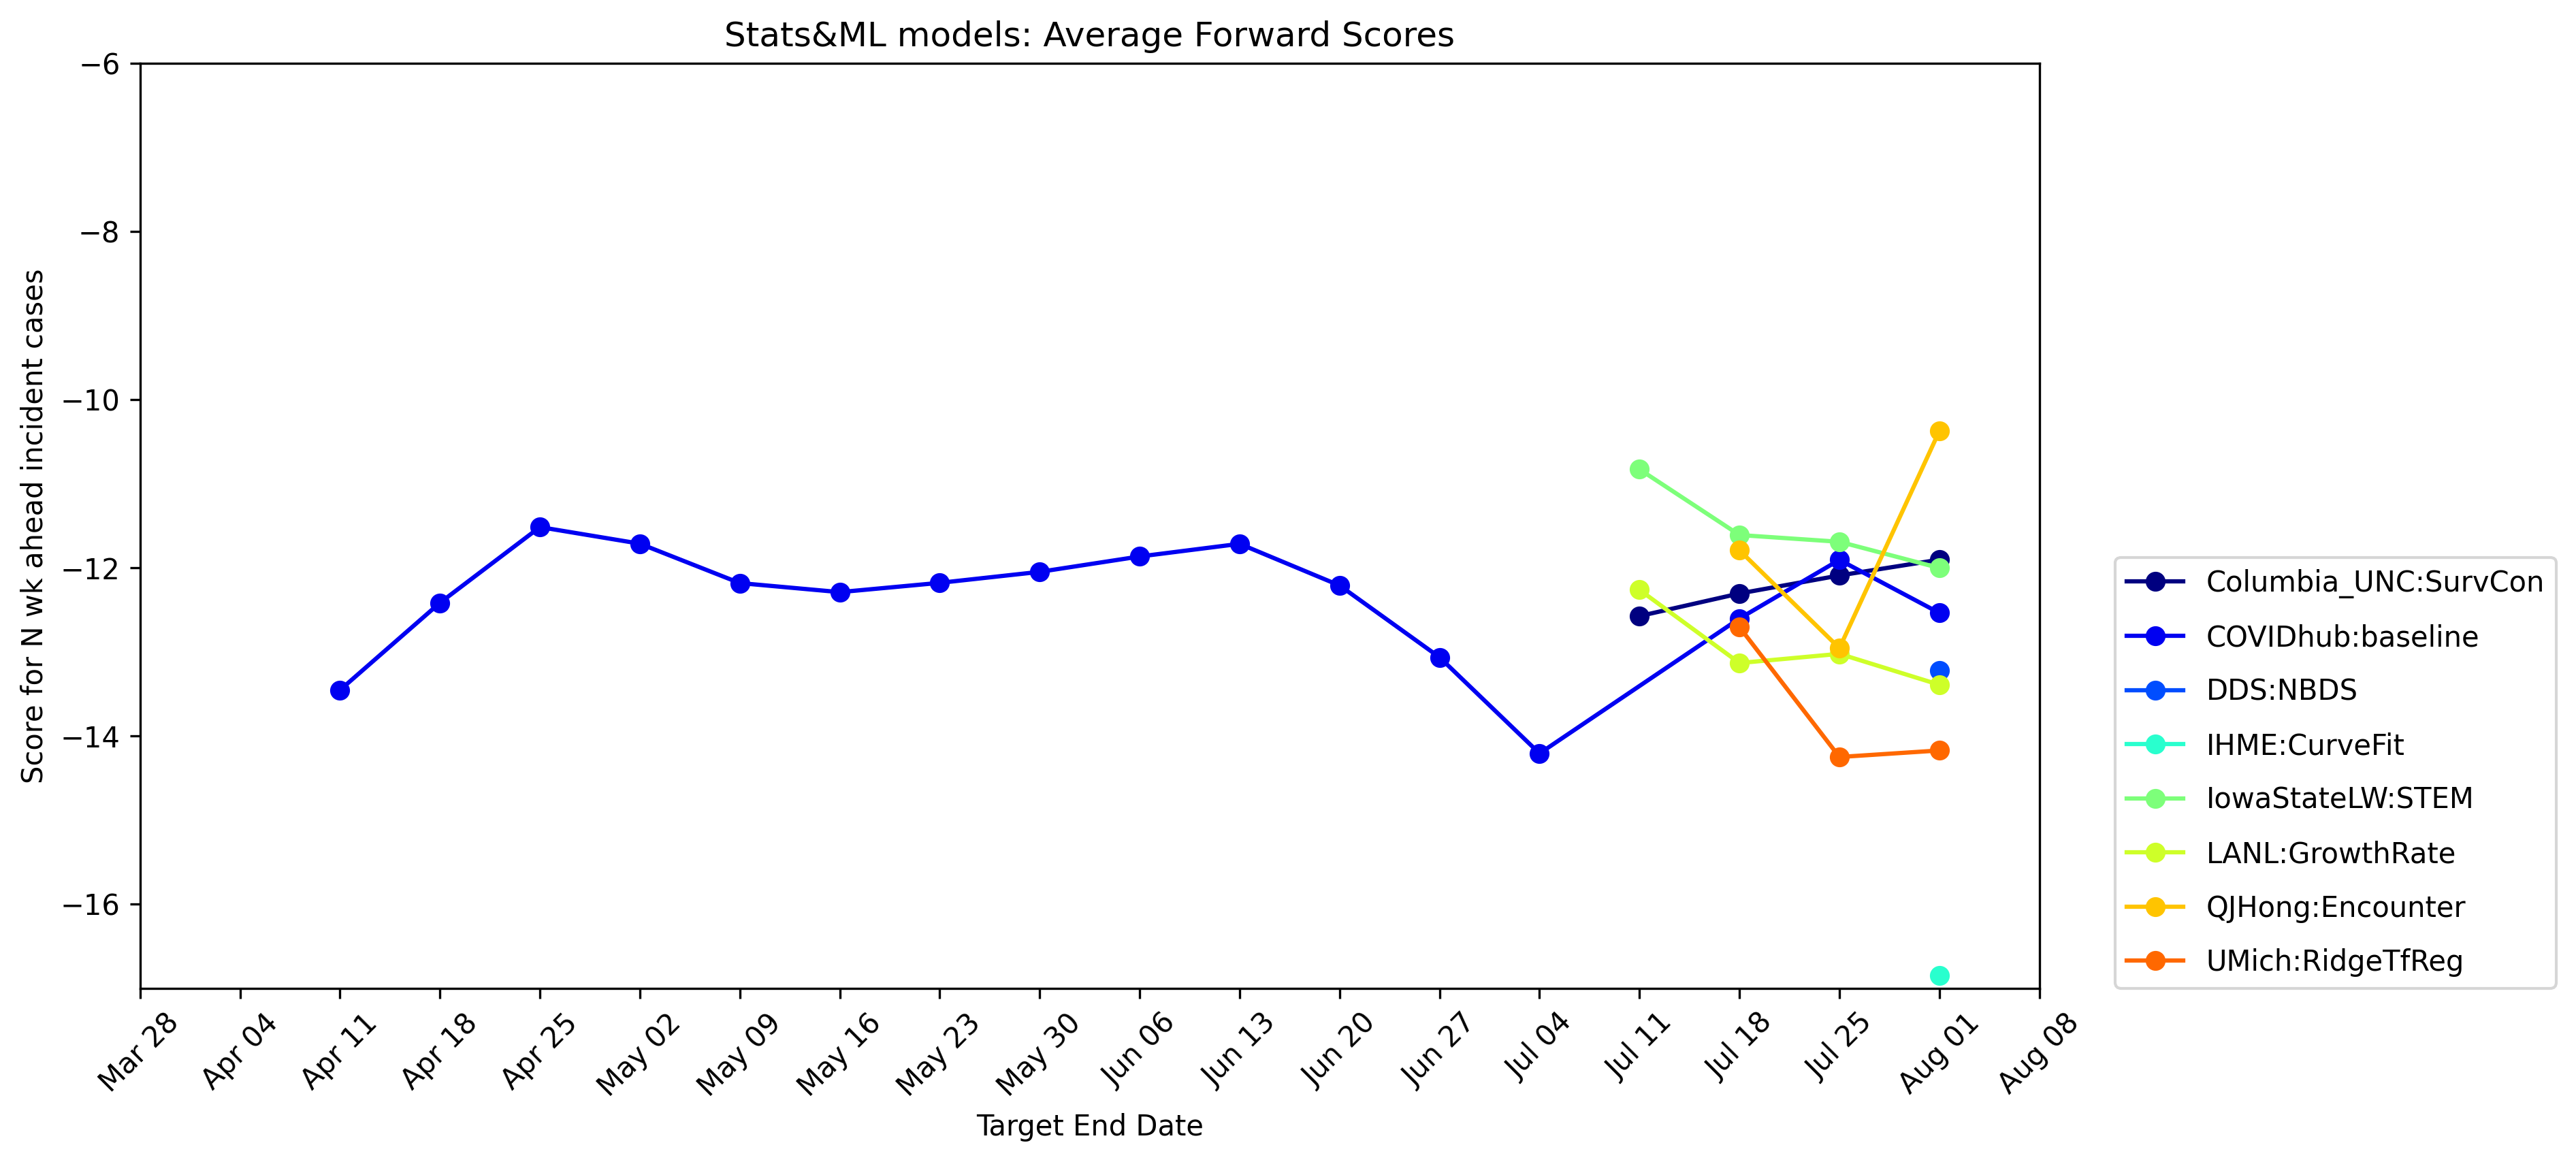 Stats&ML models: Average Forward Scores
Score for N wk ahead incident cases
−6
−8
−10
−12
−14
−16
Mar 28
Apr 04
Apr 11
Apr 18
Apr 25
May 02
May 09
May 16
May 23
May 30
Jun 06
Jun 13
Jun 20
Jun 27
Jul 04
Jul 11
Jul 18
Jul 25
Aug 01
Aug 08
Target End Date
Columbia_UNC:SurvCon
COVIDhub:baseline
DDS:NBDS
IHME:CurveFit
IowaStateLW:STEM
LANL:GrowthRate
QJHong:Encounter
UMich:RidgeTfReg